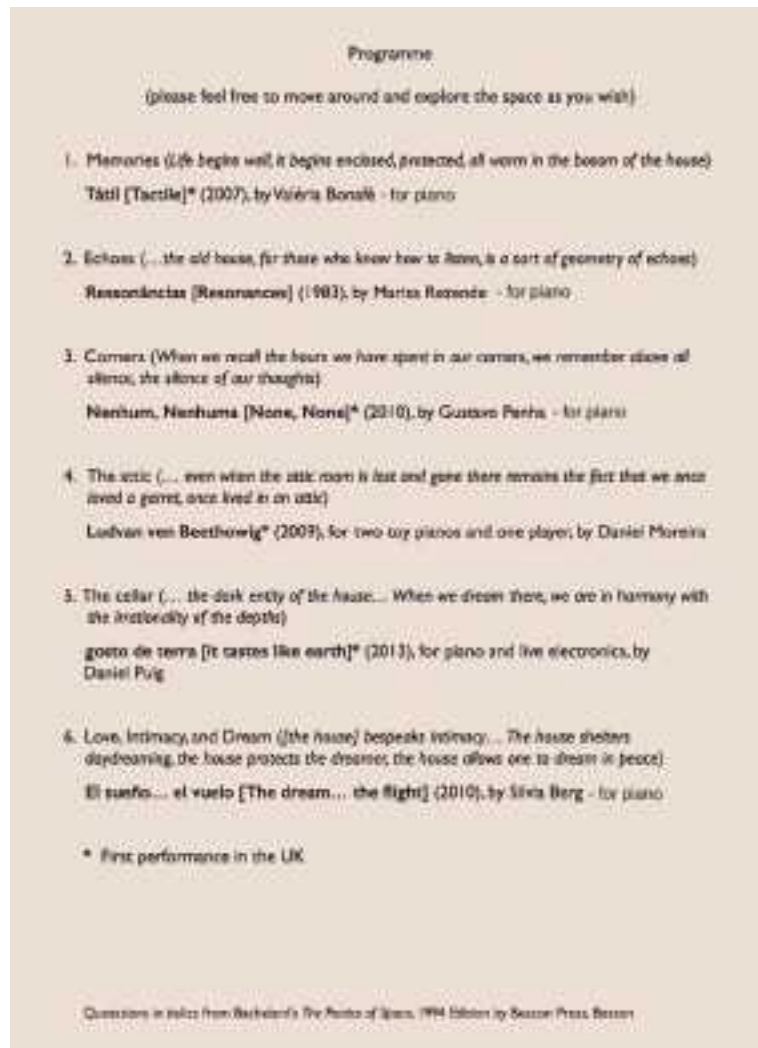 Programme
(please feel free to move around and explore the space as you wish)
1. Memories (Life begins well, it begins enclosed, protected, all warm in the bosom of the house)
Tátil [Tactile]* (2007), by Valéria Bonafé - for piano
2. Echoes (... the old house, for those who know how to listen, is a sort of geometry of echoes)
Ressonâncias [Resonances] (1983), by Marisa Rezende - for piano
3. Corners (When we recall the hours we have spent in our corners, we remember above all
silence, the silence of our thoughts)
Nenhum, Nenhuma [None, None]* (2010), by Gustavo Penha - for piano
4. The attic (... even when the attic room is lost and gone there remains the fact that we once
loved a garret, once lived in an attic)
Ludvan ven Beethowig* (2009), for two toy pianos and one player, by Daniel Moreira
5. The cellar (... the dark entity of the house... When we dream there, we are in harmony with
the irrationality of the depths)
gosto de terra [it tastes like earth]* (2013), for piano and live electronics, by
Daniel Puig
6. Love, Intimacy, and Dream ([the house] bespeaks intimacy... The house shelters
daydreaming, the house protects the dreamer, the house allows one to dream in peace)
El sueño... el vuelo [The dream... the flight] (2010), by Silvia Berg - for piano
* First performance in the UK
Quotations in italics from Bachelard's The Poetics of Space, 1994 Edition by Beacon Press, Boston